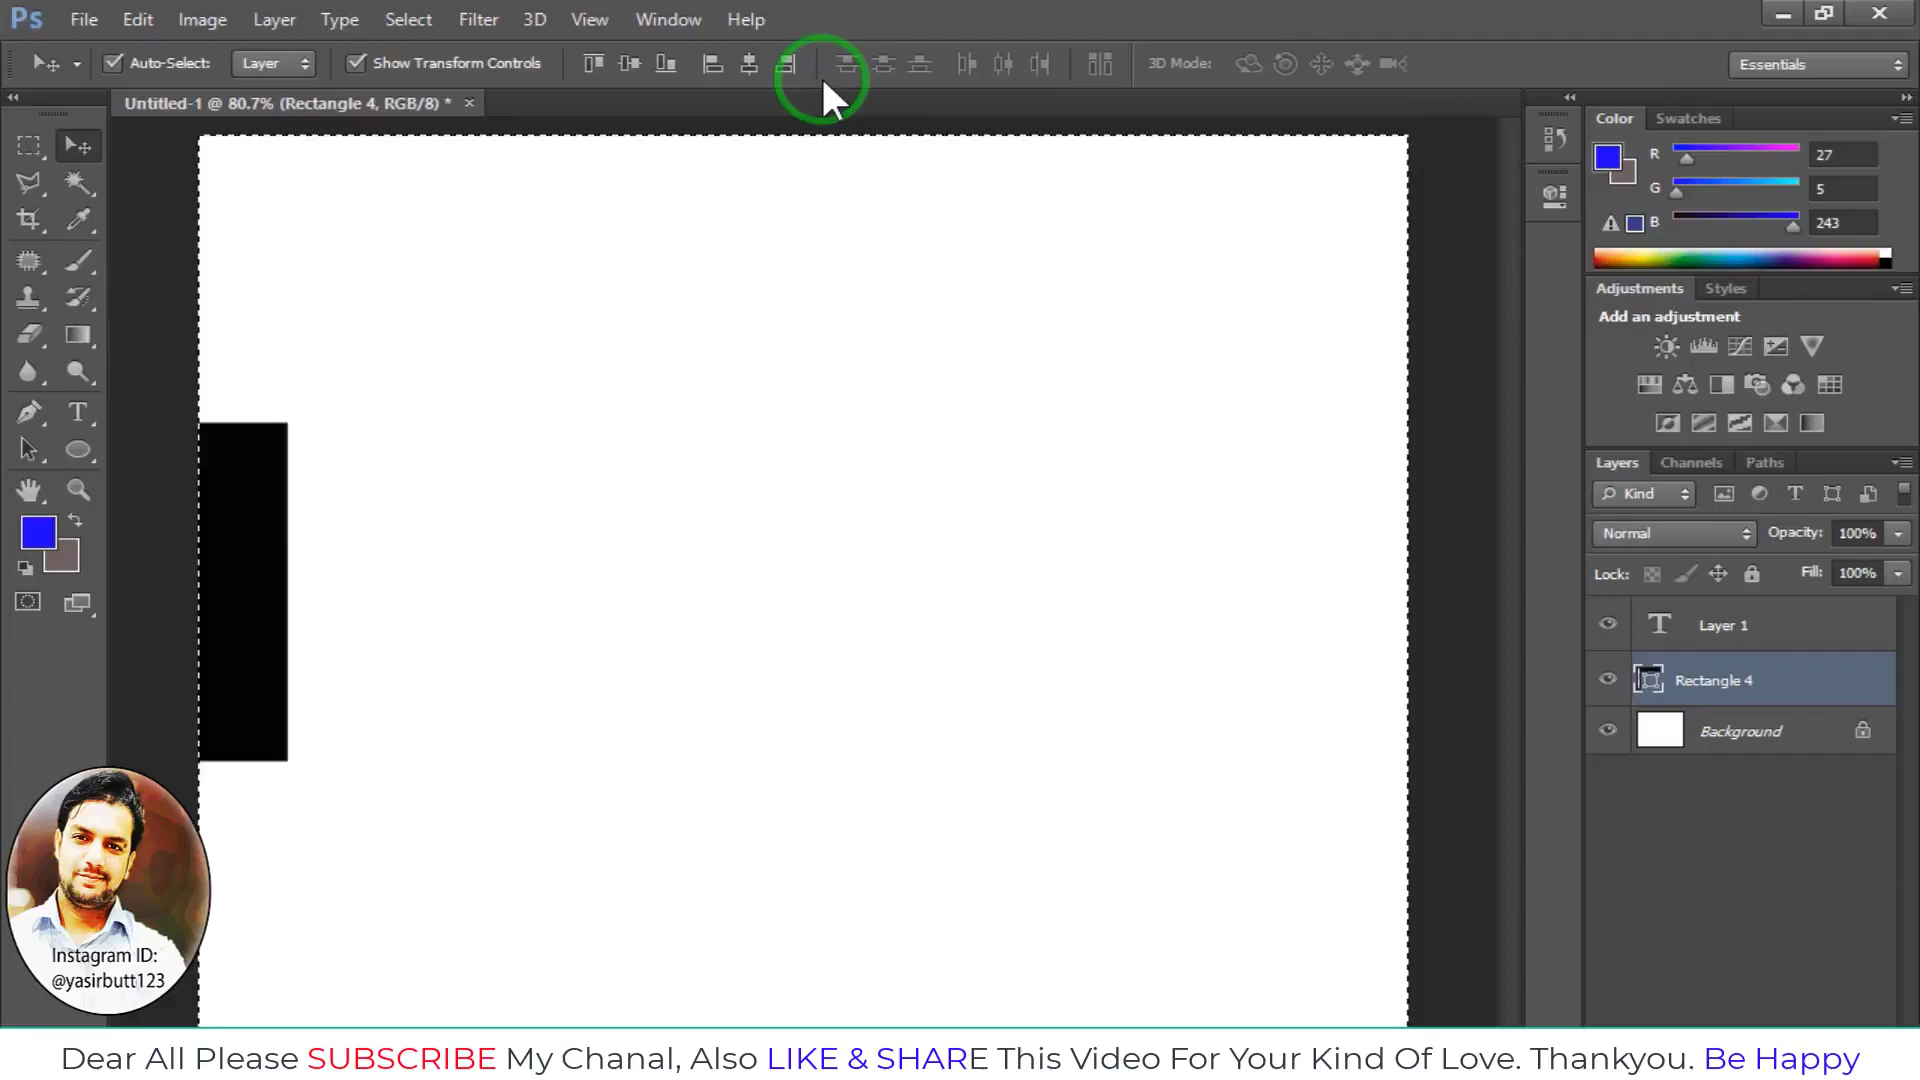 Ps File Edit Image Layer Type Select Filter 3D View Window Help
Auto-Select: Layer Show Transform Controls 3D Mode: Essentials
Untitled-1 @ 80.7% (Rectangle 4, RGB/8) * ×
Color Swatches
R 27
G 5
B 243
Adjustments Styles
Add an adjustment
Layers Channels Paths
Kind
Normal Opacity: 100%
Lock: Fill: 100%
Layer 1
Rectangle 4
Background
Instagram ID:
@yasirbutt123
Dear All Please SUBSCRIBE My Chanal, Also LIKE & SHARE This Video For Your Kind Of Love. Thankyou. Be Happy